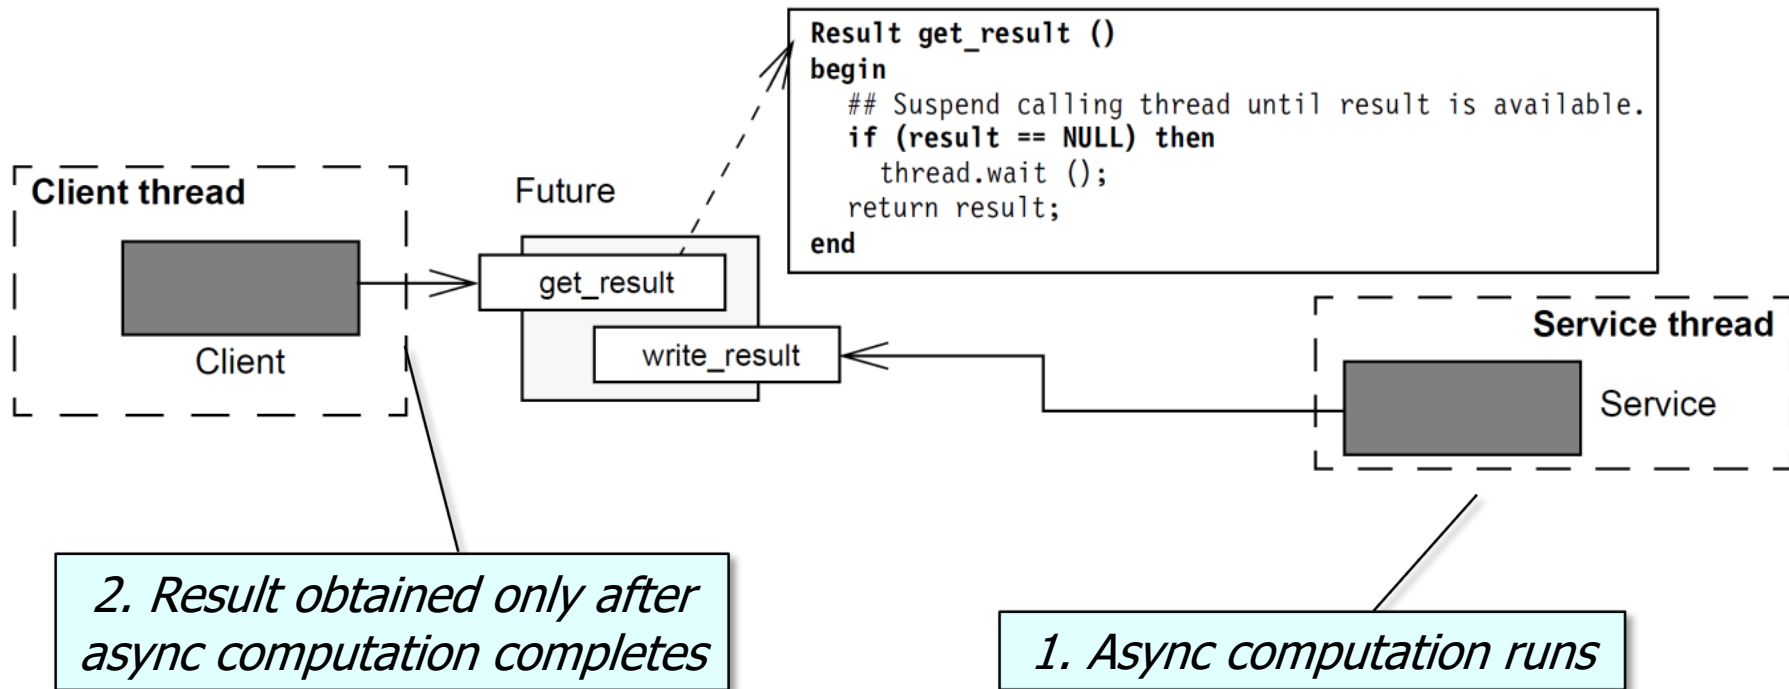 Result get_result ()
begin
## Suspend calling thread until result is available.
if (result == NULL) then
thread.wait ();
return result;
end
Client thread
Future
get_result
Client
write_result
Service thread
Service
2. Result obtained only after
async computation completes
1. Async computation runs